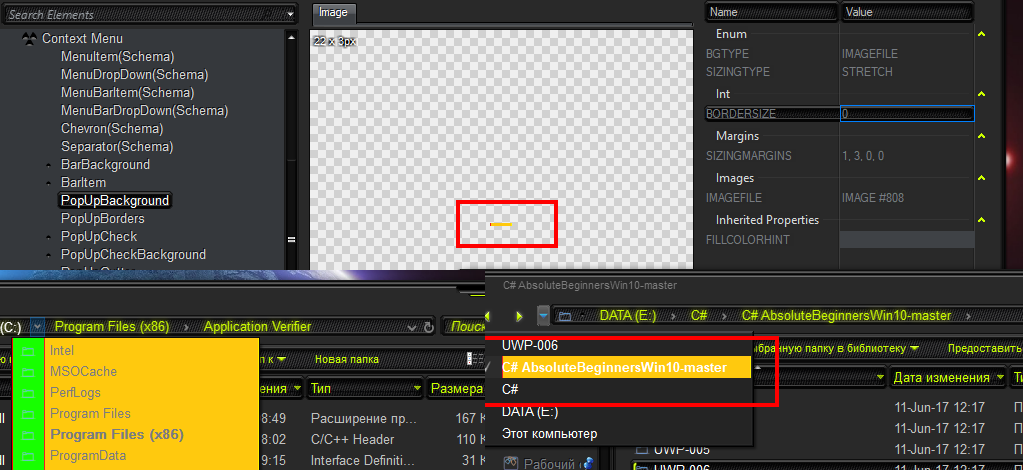 Search Elements
Context Menu
MenuItem(Schema)
MenuDropDown(Schema)
MenuBarItem(Schema)
MenuBarDropDown(Schema)
Chevron(Schema)
Separator(Schema)
BarBackground
BarItem
PopUpBackground
PopUpBorders
PopUpCheck
PopUpCheckBackground
Image
22 x 3px
Name Value
Enum
BGTYPE IMAGEFILE
SIZINGTYPE STRETCH
Int
BORDERSIZE 0
Margins
SIZINGMARGINS 1, 3, 0, 0
Images
IMAGEFILE IMAGE #808
Inherited Properties
FILLCOLORHINT
(C:) Program Files (x86) Application Verifier Поиск
Intel
MSOCache
PerfLogs
Program Files
Program Files (x86)
ProgramData
Новая папка
Тип Размер
8:49 Расширение пр... 167 K
8:02 C/C++ Header 110 K
9:15 Interface Definiti...
C# AbsoluteBeginnersWin10-master
DATA (E:) C# C# AbsoluteBeginnersWin10-master
UWP-006
C# AbsoluteBeginnersWin10-master
C#
DATA (E:)
Этот компьютер
Рабочий
бранную папку в библиотеку Предоставить
Дата изменения
11-Jun-17 12:17
11-Jun-17 12:17
UWP-005 11-Jun-17 12:17
UWP-006 11-Jun-17 12:17